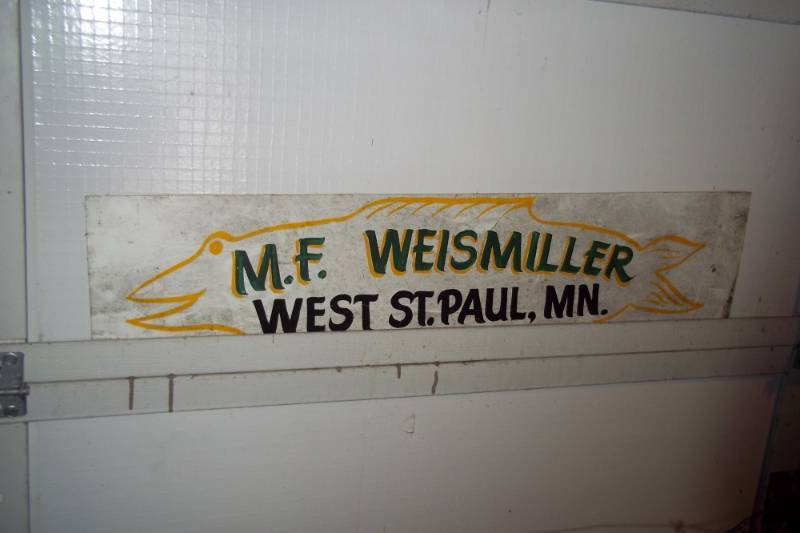 M.F. WEISMILLER
WEST ST. PAUL, MN.